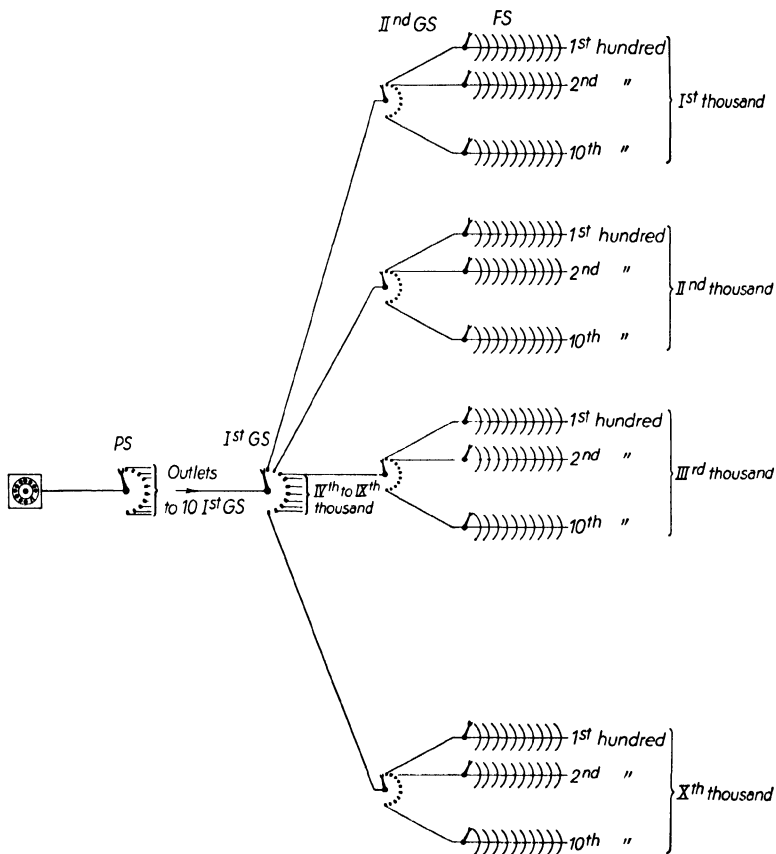 IInd GS FS
1st hundred
2nd "
Ist thousand
10th "
1st hundred
2nd "
IInd thousand
10th "
1st hundred
2nd "
IIIrd thousand
10th "
PS
Ist GS
Outlets
to 10 Ist GS
IVth to IXth
thousand
1st hundred
2nd "
Xth thousand
10th "